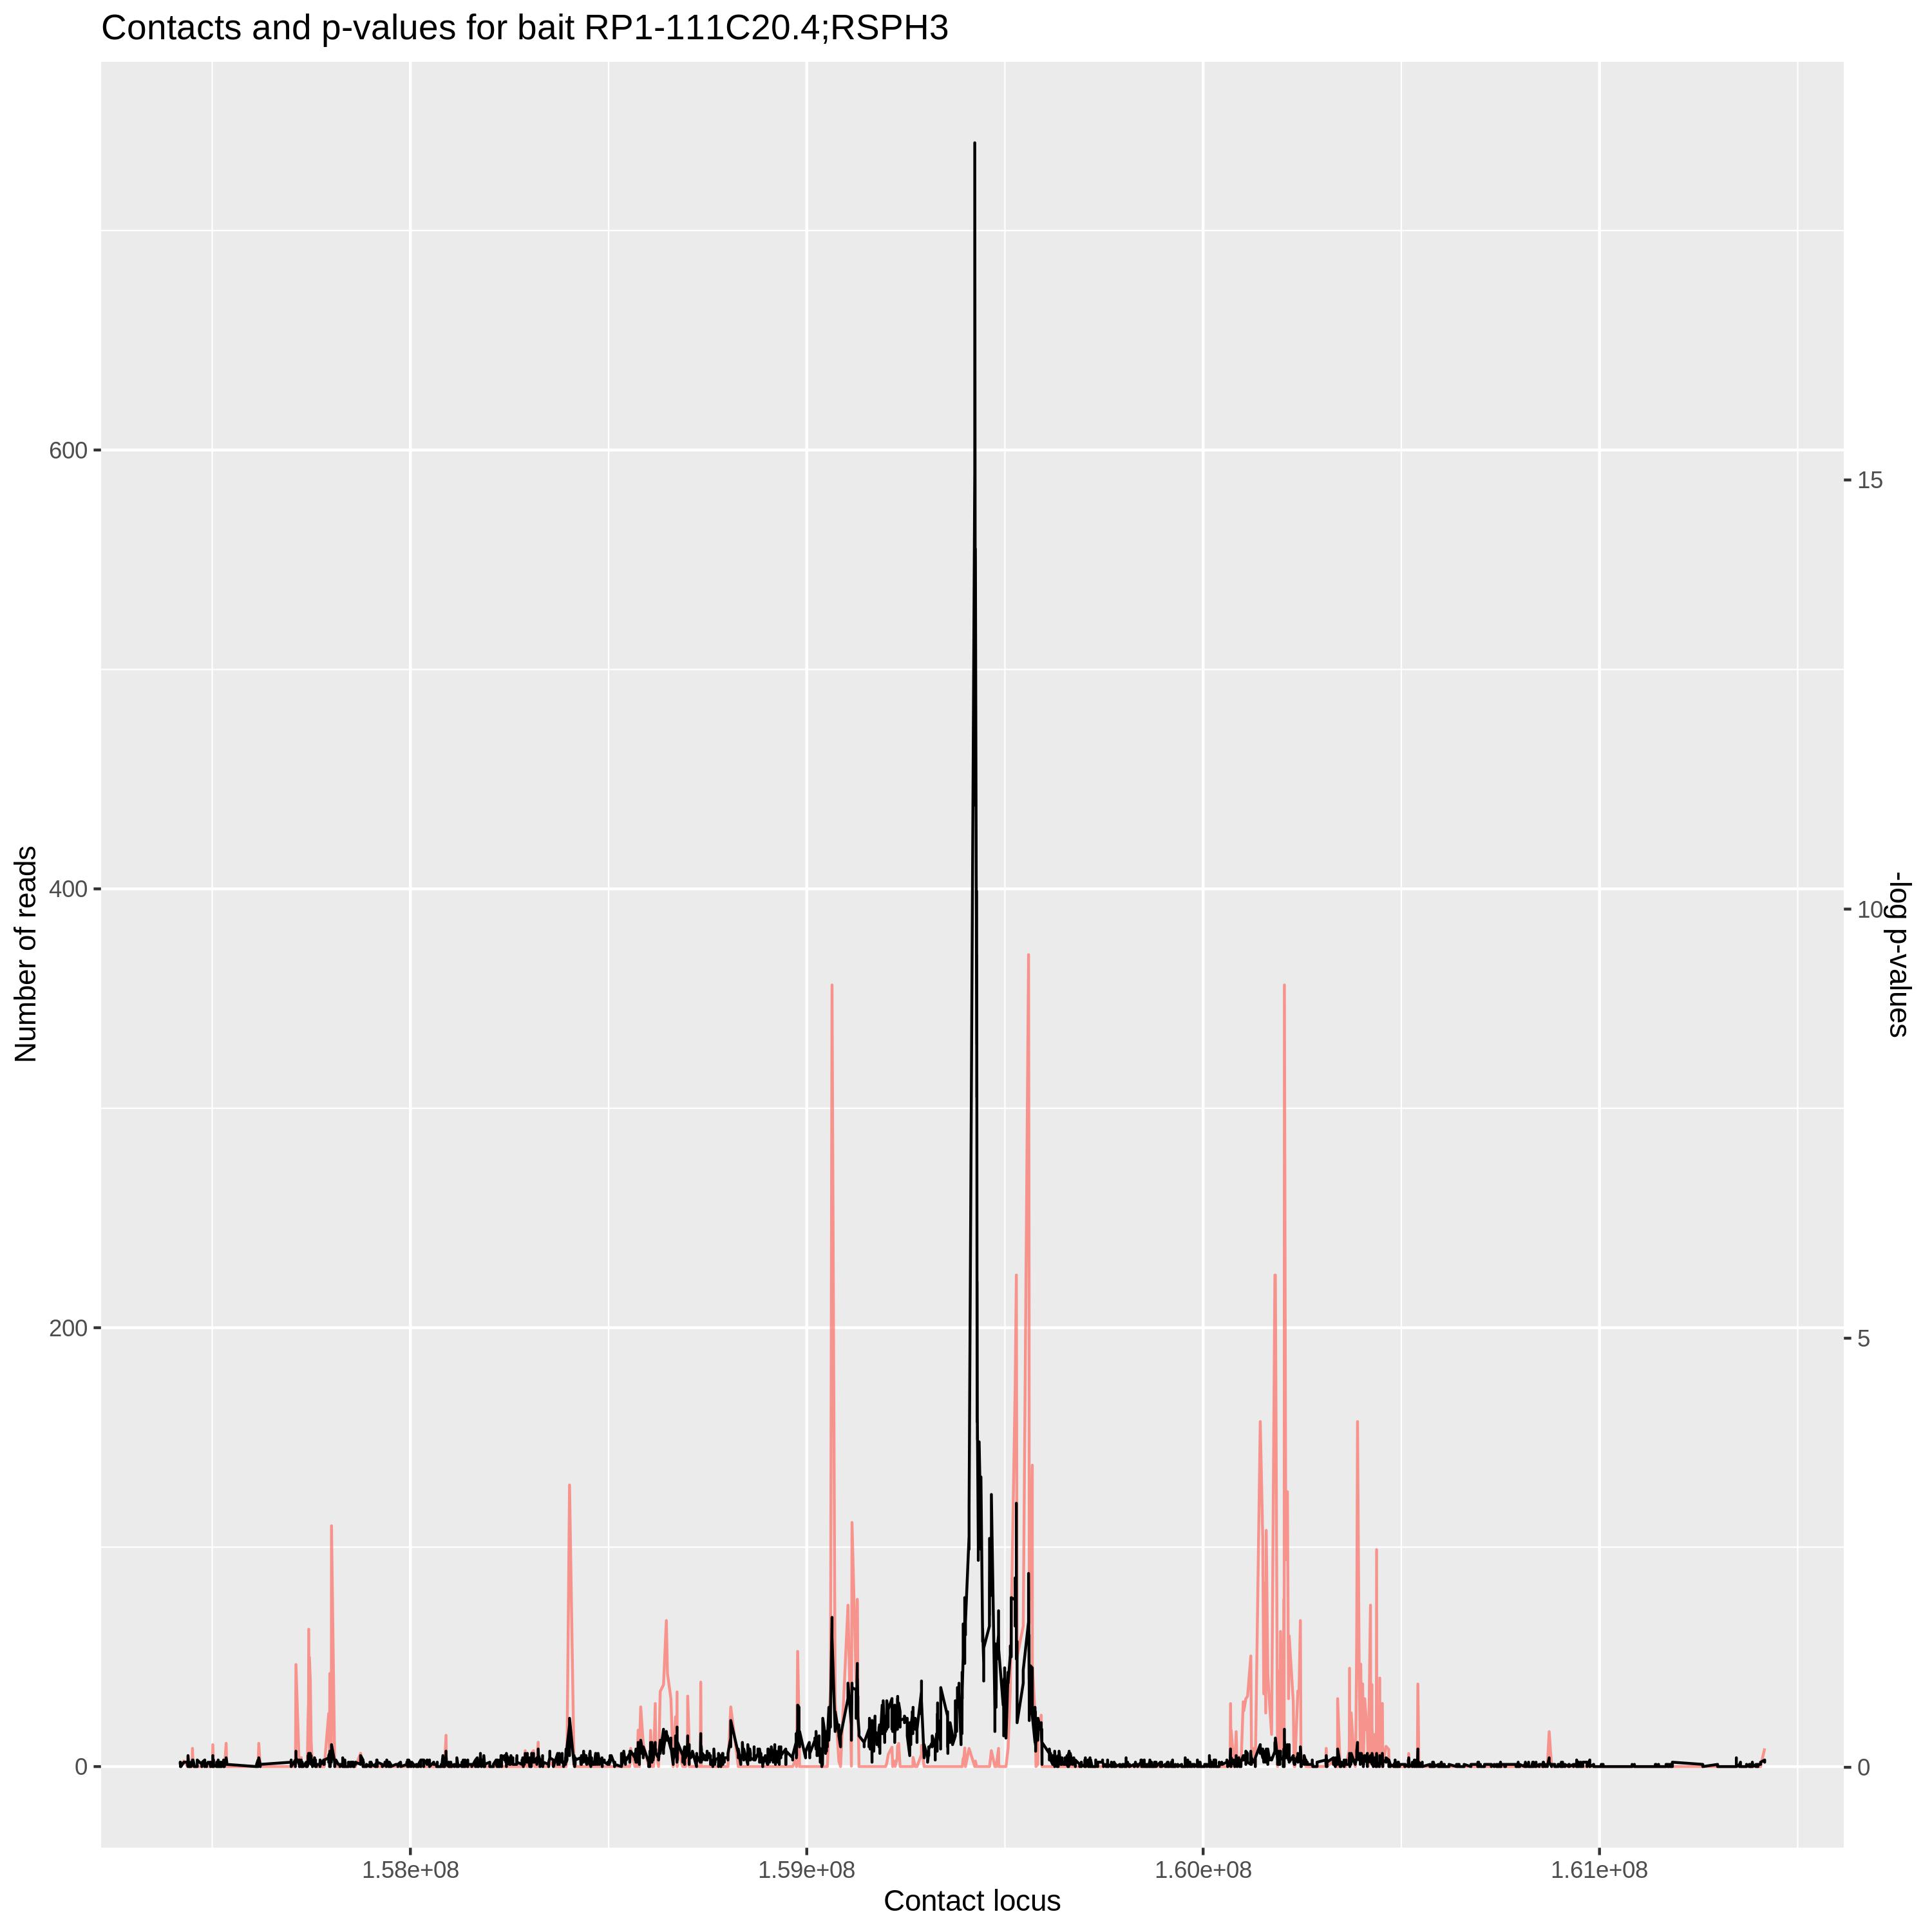 Contacts and p-values for bait RP1-111C20.4;RSPH3
Number of reads
600
400
200
0
15
10
5
0
-log p-values
1.58e+08
1.59e+08
1.60e+08
1.61e+08
Contact locus